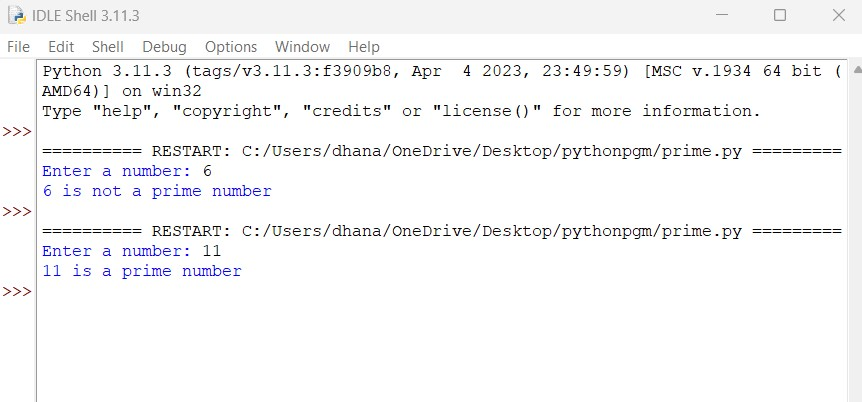 IDLE Shell 3.11.3
File Edit Shell Debug Options Window Help
Python 3.11.3 (tags/v3.11.3:f3909b8, Apr  4 2023, 23:49:59) [MSC v.1934 64 bit (
AMD64)] on win32
Type "help", "copyright", "credits" or "license()" for more information.
>>>
========== RESTART: C:/Users/dhana/OneDrive/Desktop/pythonpgm/prime.py =========
Enter a number: 6
6 is not a prime number
>>>
========== RESTART: C:/Users/dhana/OneDrive/Desktop/pythonpgm/prime.py =========
Enter a number: 11
11 is a prime number
>>>